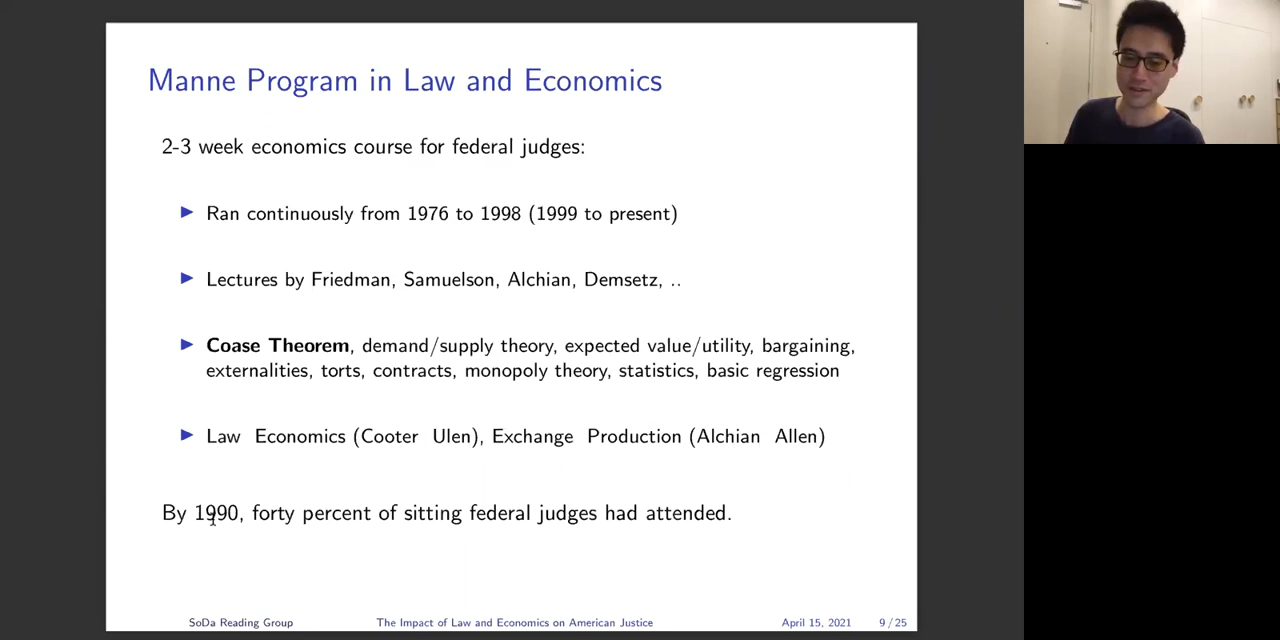 Manne Program in Law and Economics
2-3 week economics course for federal judges:
▶ Ran continuously from 1976 to 1998 (1999 to present)
▶ Lectures by Friedman, Samuelson, Alchian, Demsetz, ..
▶ Coase Theorem, demand/supply theory, expected value/utility, bargaining,
externalities, torts, contracts, monopoly theory, statistics, basic regression
▶ Law Economics (Cooter Ulen), Exchange Production (Alchian Allen)
By 1990, forty percent of sitting federal judges had attended.
SoDa Reading Group The Impact of Law and Economics on American Justice April 15, 2021 9 / 25